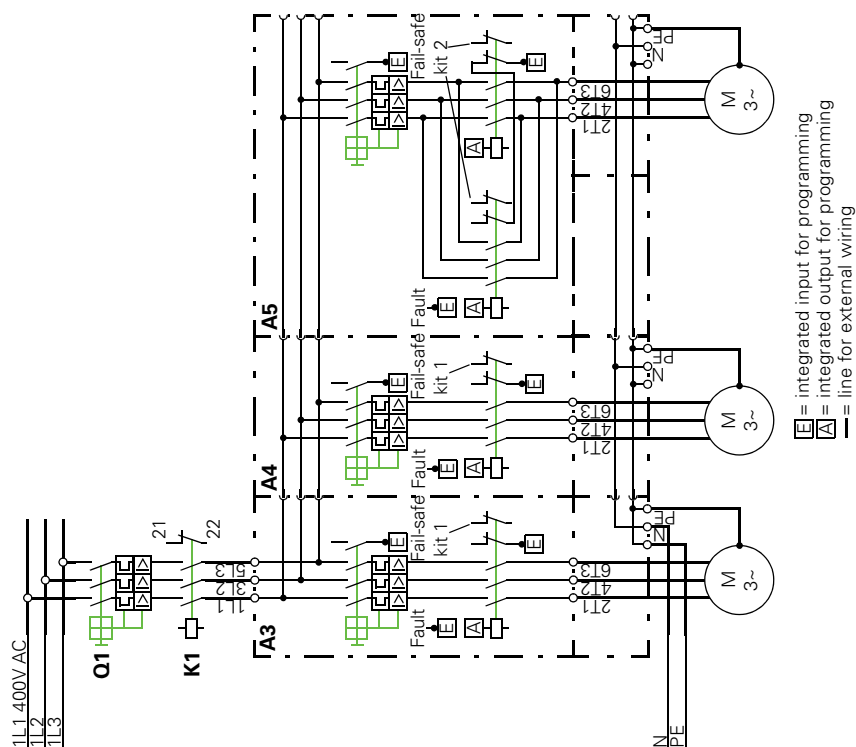 1L1 400V AC
1L2
1L3
Q1
K1
21
22
1L1
3L2
5L3
A3
Fault
E
A
E
Fail-safe
kit 1
E
2T1
4T2
6T3
N
PE
N
PE
M
3~
A4
Fault
E
A
E
Fail-safe
kit 1
E
2T1
4T2
6T3
N
PE
M
3~
A5
Fail-safe Fault
E
A
A
E
Fail-safe
kit 2
E
2T1
4T2
6T3
N
PE
M
3~
E = integrated input for programming
A = integrated output for programming
= line for external wiring